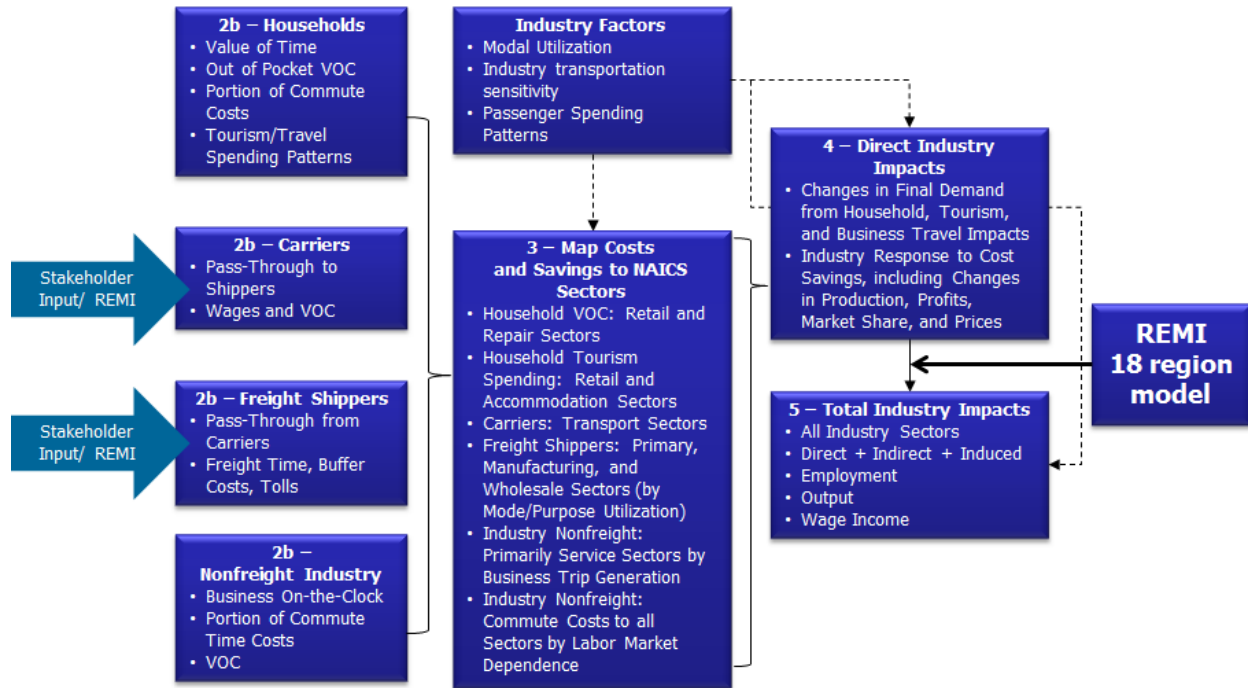 2b – Households
• Value of Time
• Out of Pocket VOC
• Portion of Commute
Costs
• Tourism/Travel
Spending Patterns
Stakeholder
Input/ REMI
2b – Carriers
• Pass-Through to
Shippers
• Wages and VOC
Stakeholder
Input/ REMI
2b – Freight Shippers
• Pass-Through from
Carriers
• Freight Time, Buffer
Costs, Tolls
2b –
Nonfreight Industry
• Business On-the-Clock
• Portion of Commute
Time Costs
• VOC
Industry Factors
• Modal Utilization
• Industry transportation
sensitivity
• Passenger Spending
Patterns
3 – Map Costs
and Savings to NAICS
Sectors
• Household VOC: Retail and
Repair Sectors
• Household Tourism
Spending: Retail and
Accommodation Sectors
• Carriers: Transport Sectors
• Freight Shippers: Primary,
Manufacturing, and
Wholesale Sectors (by
Mode/Purpose Utilization)
• Industry Nonfreight:
Primarily Service Sectors by
Business Trip Generation
• Industry Nonfreight:
Commute Costs to all
Sectors by Labor Market
Dependence
4 – Direct Industry
Impacts
• Changes in Final Demand
from Household, Tourism,
and Business Travel Impacts
• Industry Response to Cost
Savings, including Changes
in Production, Profits,
Market Share, and Prices
REMI
18 region
model
5 – Total Industry Impacts
• All Industry Sectors
• Direct + Indirect + Induced
• Employment
• Output
• Wage Income